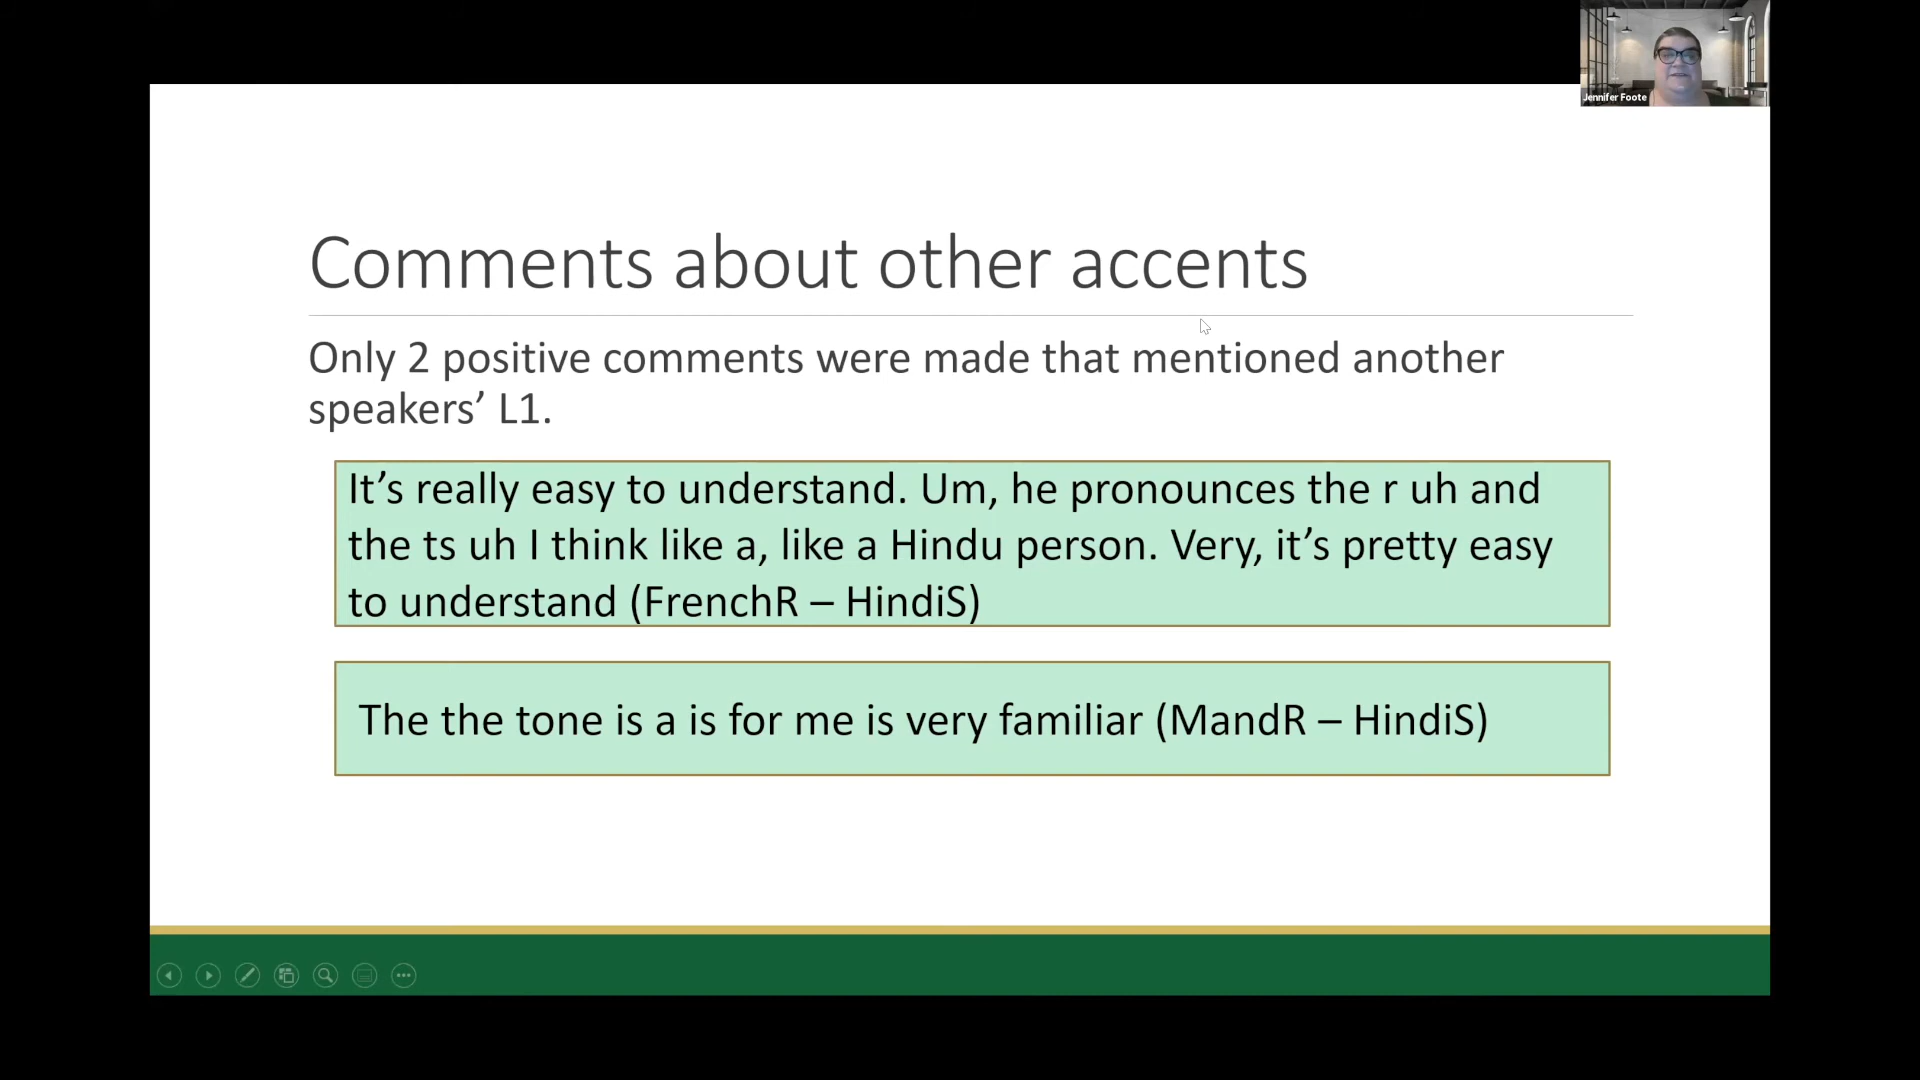 Jennifer Foote
Comments about other accents
Only 2 positive comments were made that mentioned another
speakers’ L1.
It’s really easy to understand. Um, he pronounces the r uh and
the ts uh I think like a, like a Hindu person. Very, it’s pretty easy
to understand (FrenchR – HindiS)
The the tone is a is for me is very familiar (MandR – HindiS)